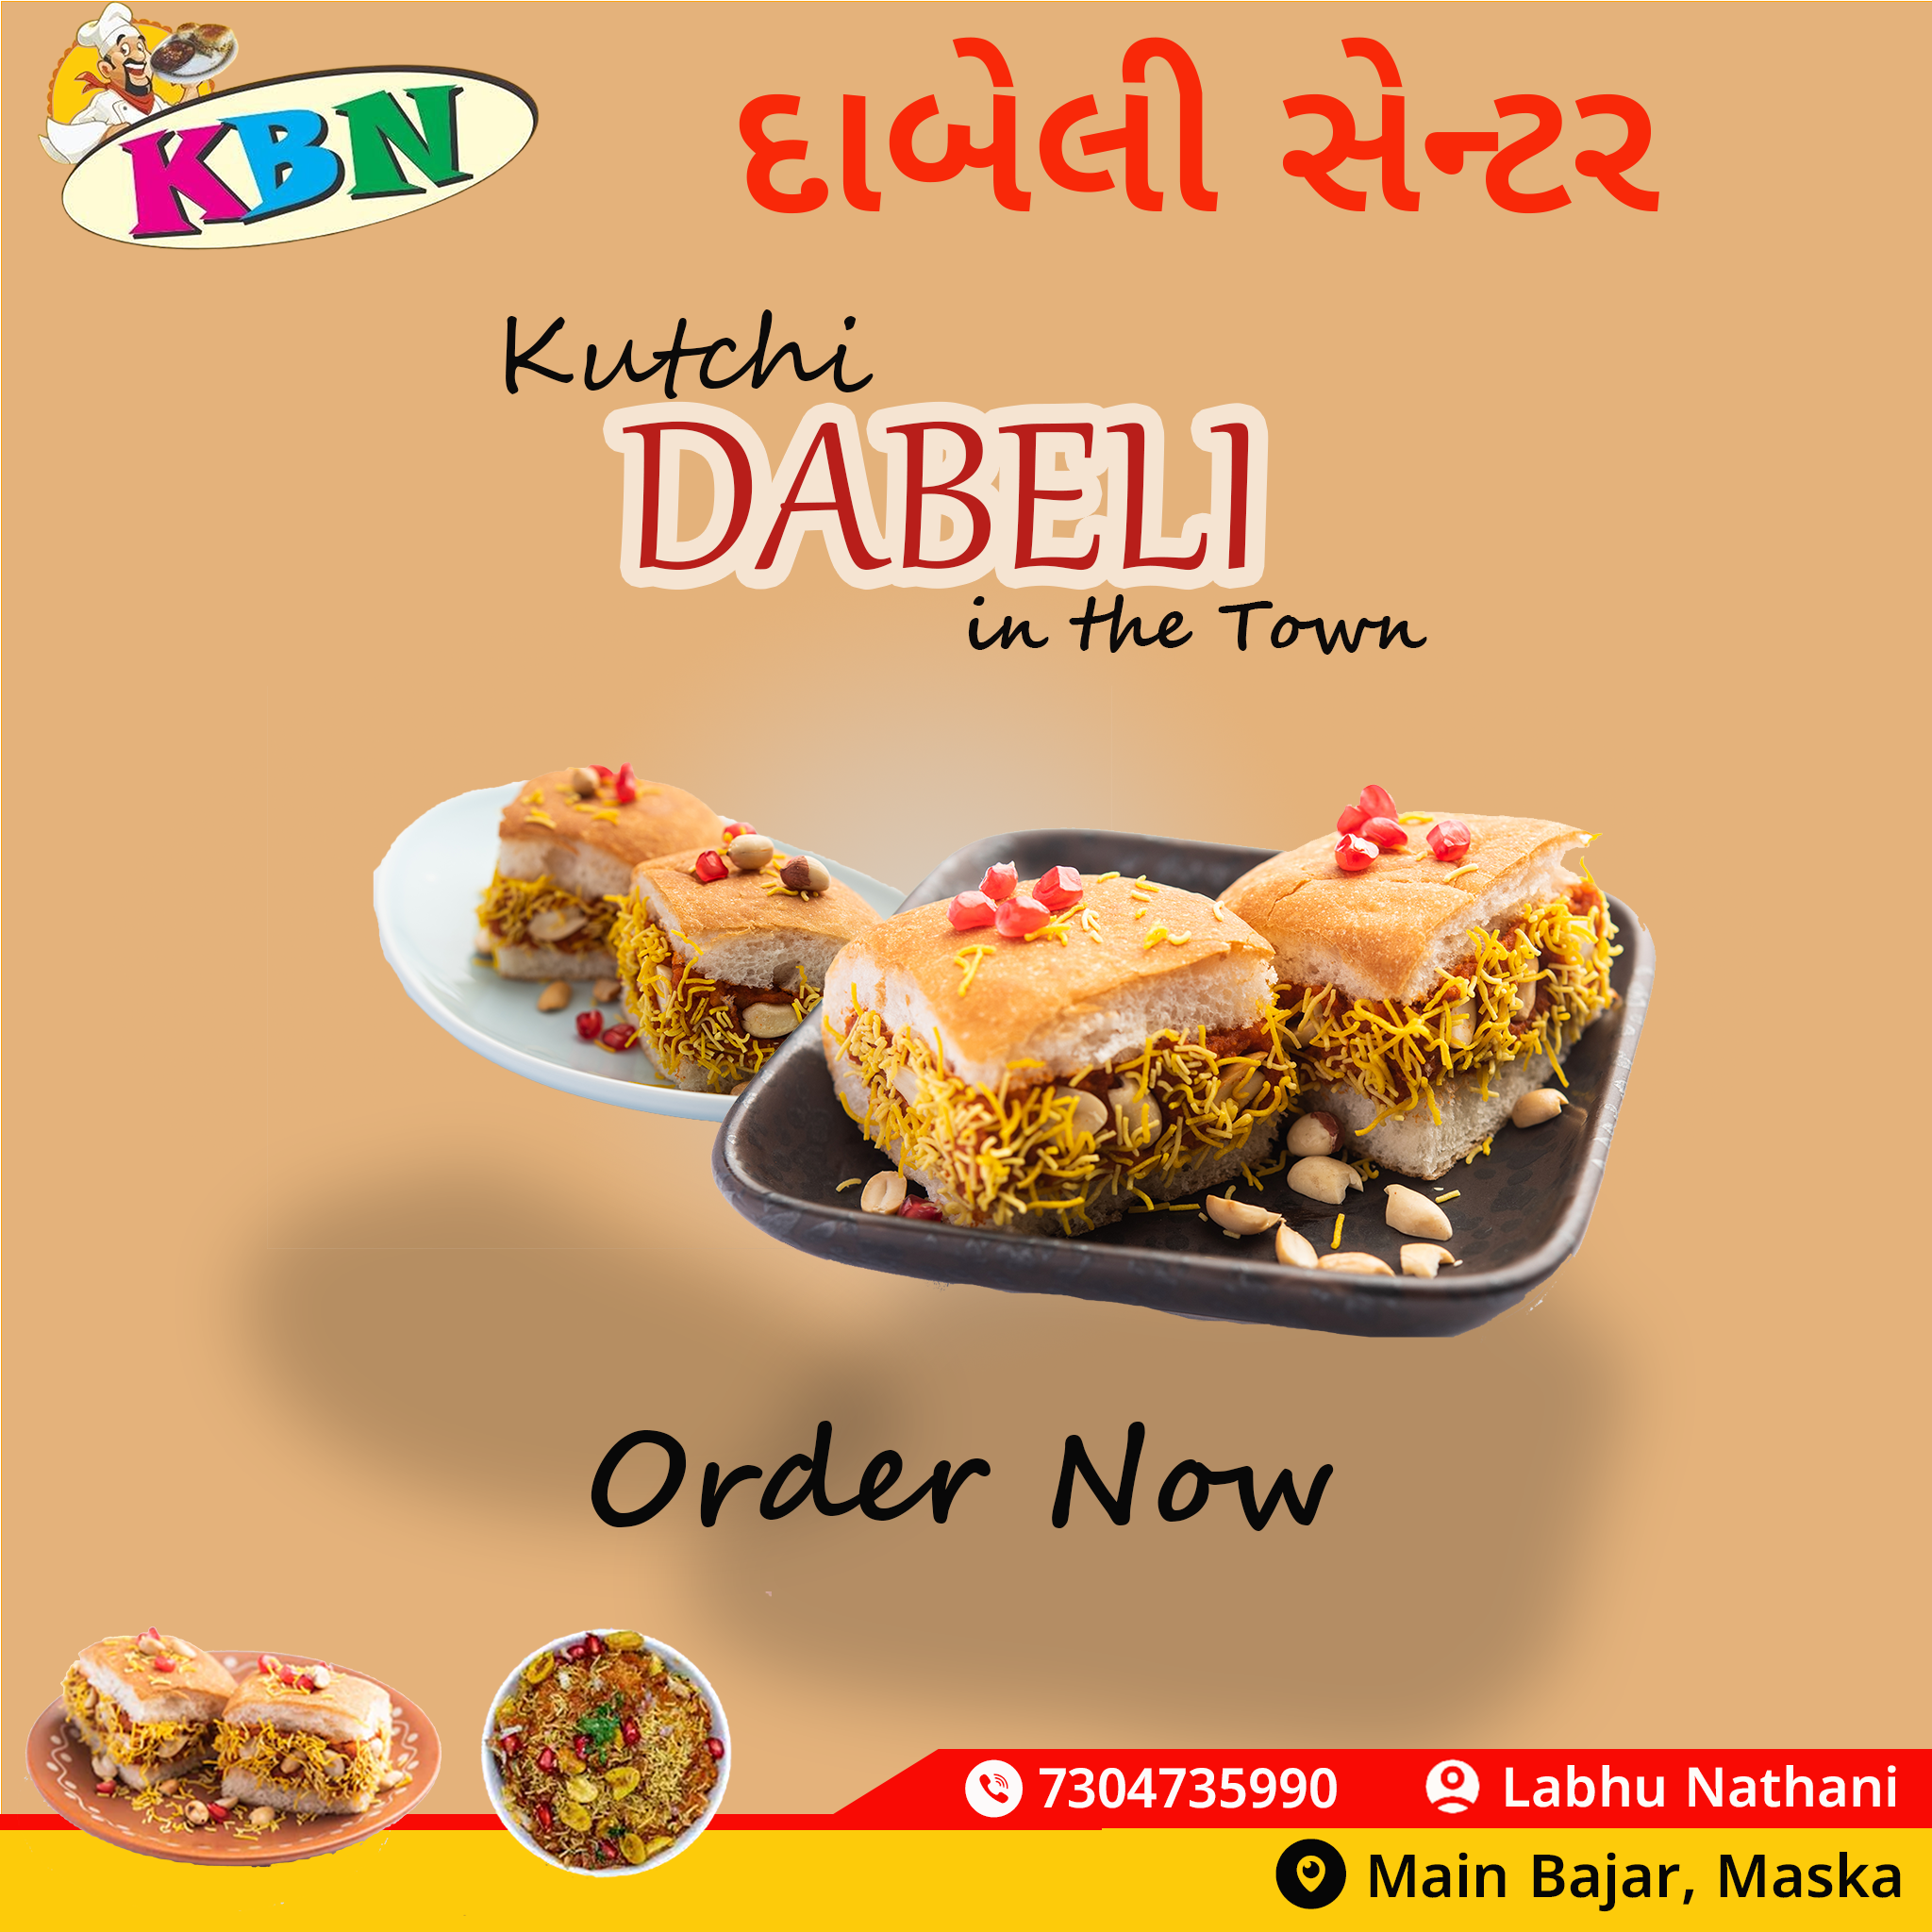 KBN
દાબેલી સેન્ટર
Kutchi
DABELI
in the Town
Order Now
7304735990
Labhu Nathani
Main Bajar, Maska